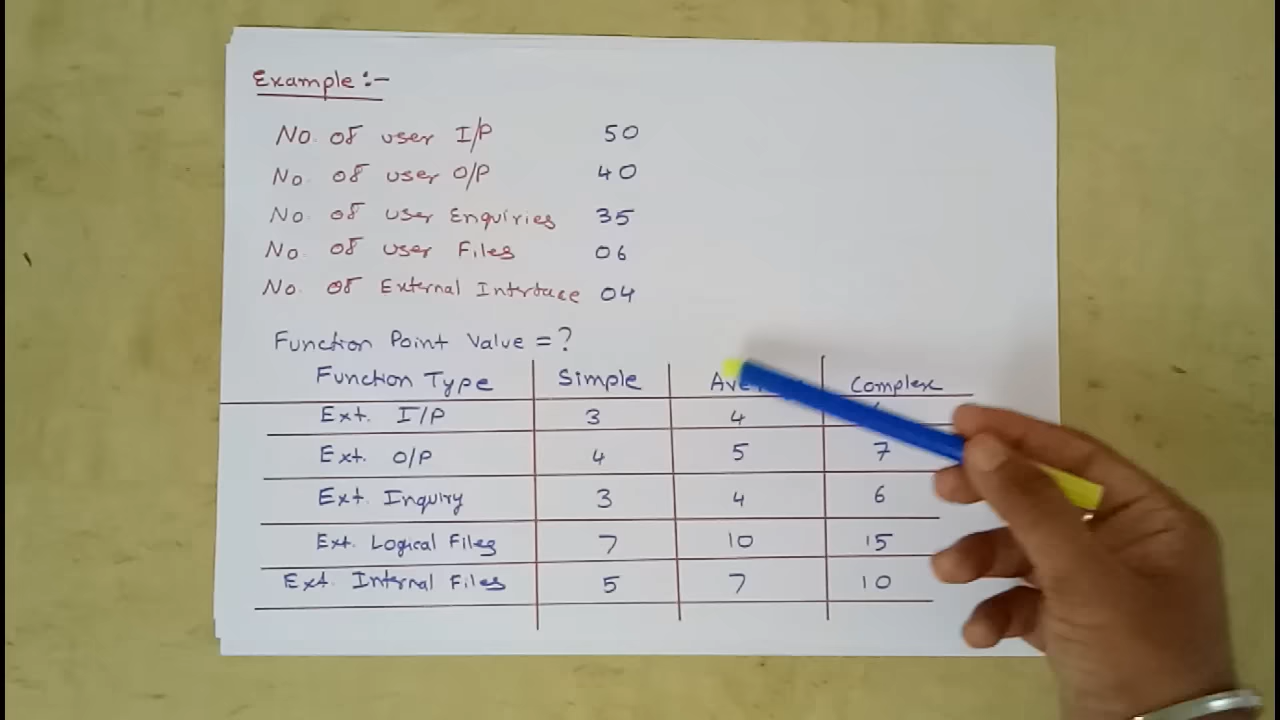 Example :-
No. of user I/P 50
No. of user O/P 40
No. of user Enquiries 35
No. of user Files 06
No. of External Interface 04
Function Point Value = ?
Function Type Simple Complex
Ext. I/P 3 4
Ext. O/P 4 5 7
Ext. Inquiry 3 4 6
Ext. Logical Files 7 10 15
Ext. Internal Files 5 7 10